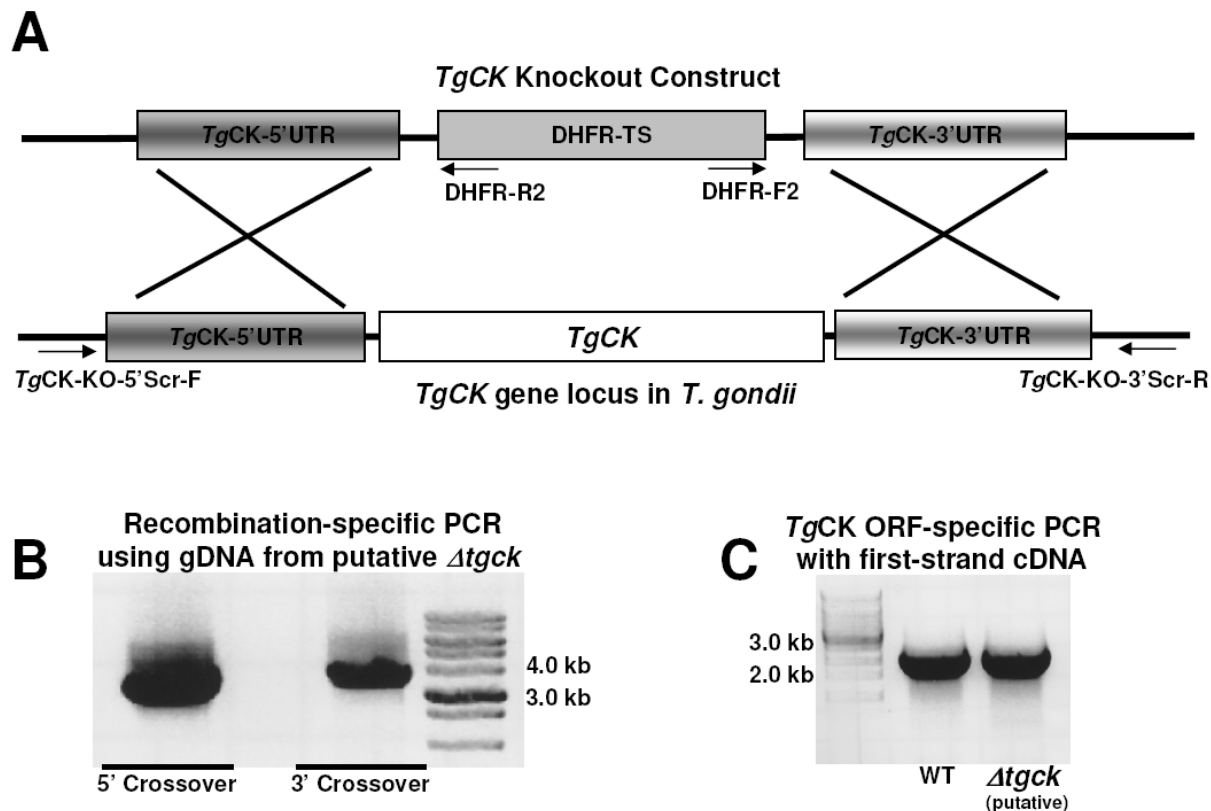 A
TgCK Knockout Construct
TgCK-5'UTR
DHFR-TS
TgCK-3'UTR
DHFR-R2
DHFR-F2
TgCK-5'UTR
TgCK
TgCK-3'UTR
TgCK-KO-5'Scr-F
TgCK-KO-3'Scr-R
TgCK gene locus in T. gondii
B
Recombination-specific PCR
using gDNA from putative Δtgck
4.0 kb
3.0 kb
5' Crossover
3' Crossover
C
TgCK ORF-specific PCR
with first-strand cDNA
3.0 kb
2.0 kb
WT
Δtgck
(putative)